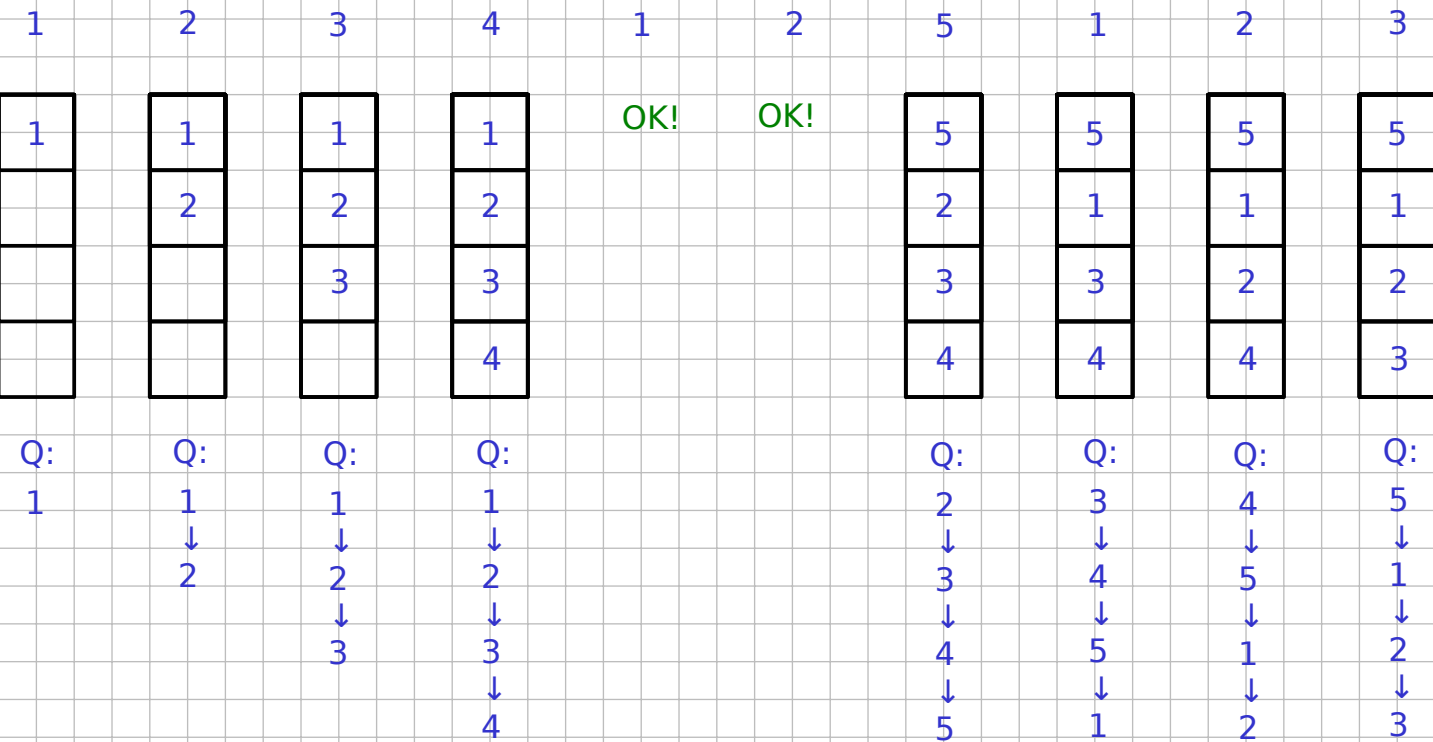 1 2 3 4 1 2 5 1 2 3
OK! OK!
1 1 1 1 5 5 5 5
2 2 2 2 1 1 1
3 3 3 3 2 2
4 4 4 4 3
Q: Q: Q: Q: Q: Q: Q: Q:
1 1 1 1 2 3 4 5
↓ ↓ ↓ ↓ ↓ ↓ ↓
2 2 2 3 4 5 1
↓ ↓ ↓ ↓ ↓ ↓
3 3 4 5 1 2
↓ ↓ ↓ ↓ ↓
4 5 1 2 3